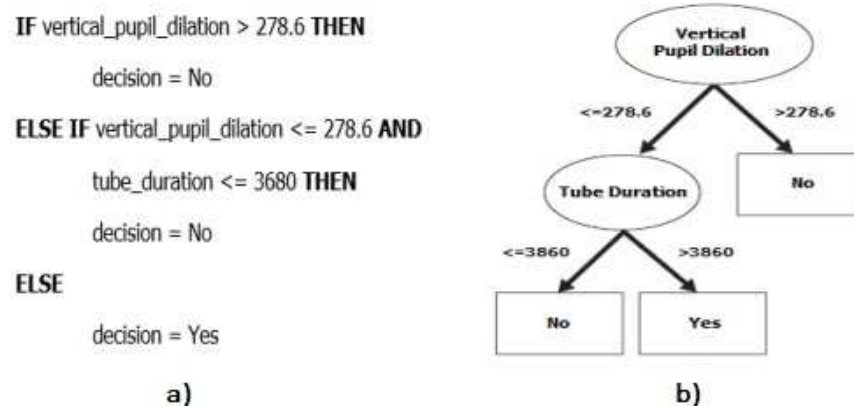 IF vertical_pupil_dilation > 278.6 THEN
decision = No
ELSE IF vertical_pupil_dilation <= 278.6 AND
tube_duration <= 3680 THEN
decision = No
ELSE
decision = Yes
a)
Vertical
Pupil Dilation
<=278.6
>278.6
Tube Duration
No
<=3860
>3860
No
Yes
b)